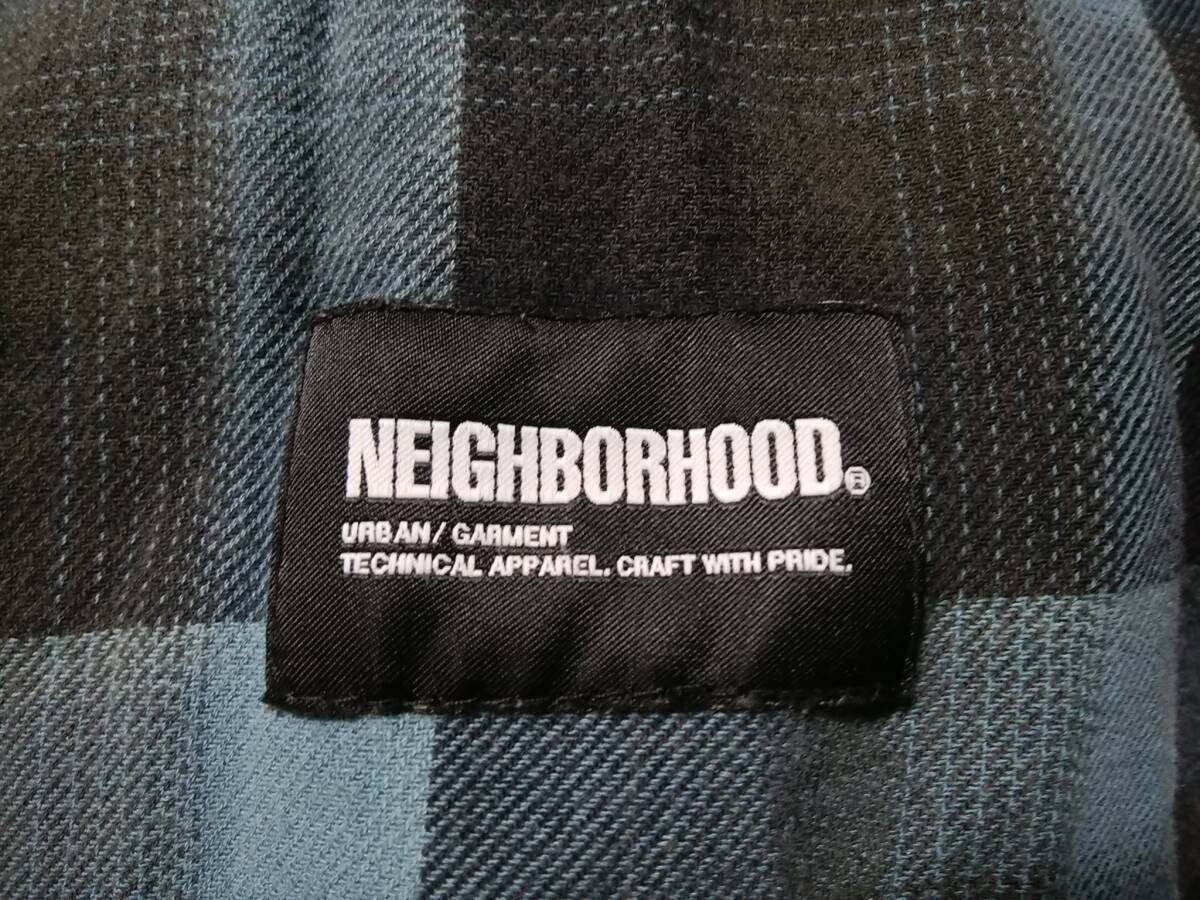 NEIGHBORHOOD®
URBAN/ GARMENT
TECHNICAL APPAREL. CRAFT WITH PRIDE.